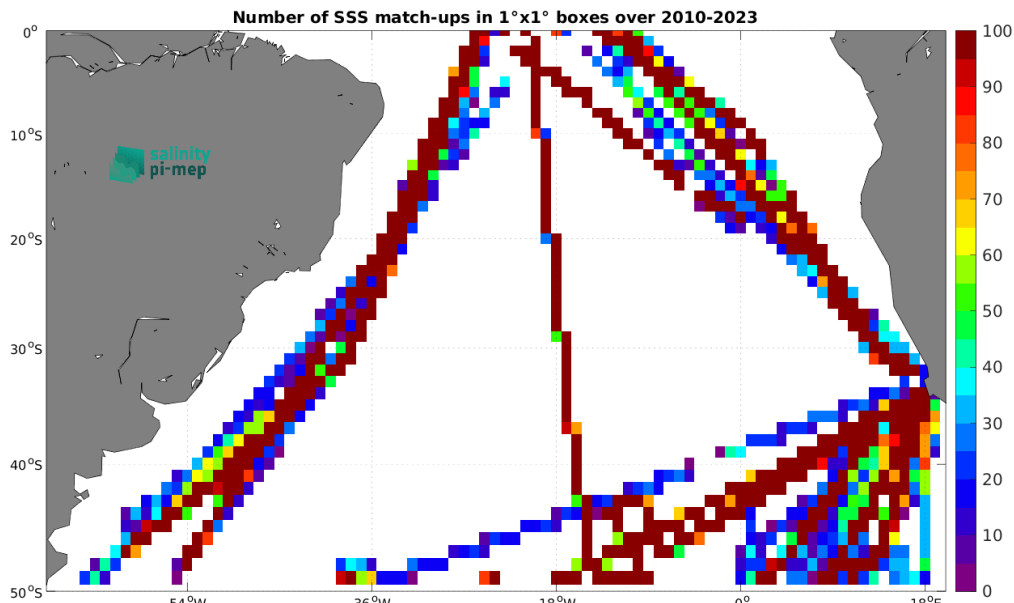 Number of SSS match-ups in 1°x1° boxes over 2010-2023
0°
10°S
20°S
30°S
40°S
50°S
salinity
pi-mep
54°W
36°W
18°W
0°
18°E
100
90
80
70
60
50
40
30
20
10
0